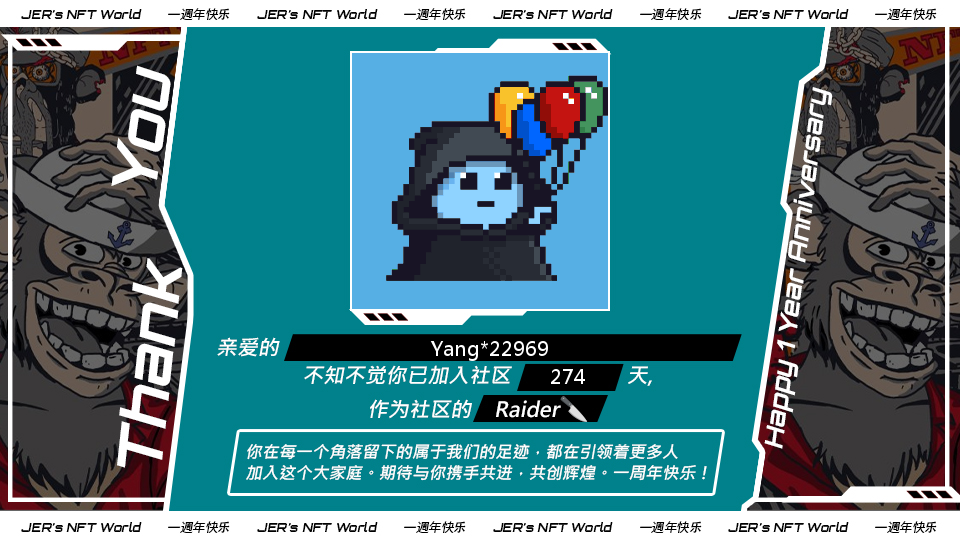 JER's NFT World 一週年快乐 JER's NFT World 一週年快乐 JER's NFT World 一週年快乐 JER's NFT World 一週年快乐
Thank You
Happy 1 Year Anniversary
亲爱的 Yang*22969
不知不觉你已加入社区 274 天,
作为社区的 Raider
你在每一个角落留下的属于我们的足迹，都在引领着更多人
加入这个大家庭。期待与你携手共进，共创辉煌。一周年快乐！
JER's NFT World 一週年快乐 JER's NFT World 一週年快乐 JER's NFT World 一週年快乐 JER's NFT World 一週年快乐